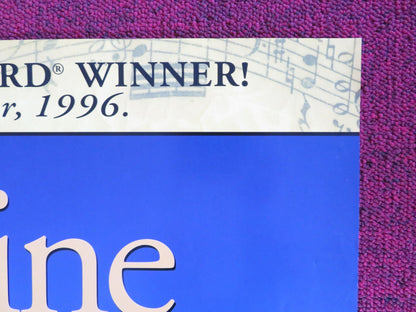 RD® WINNER!
r, 1996.
ine